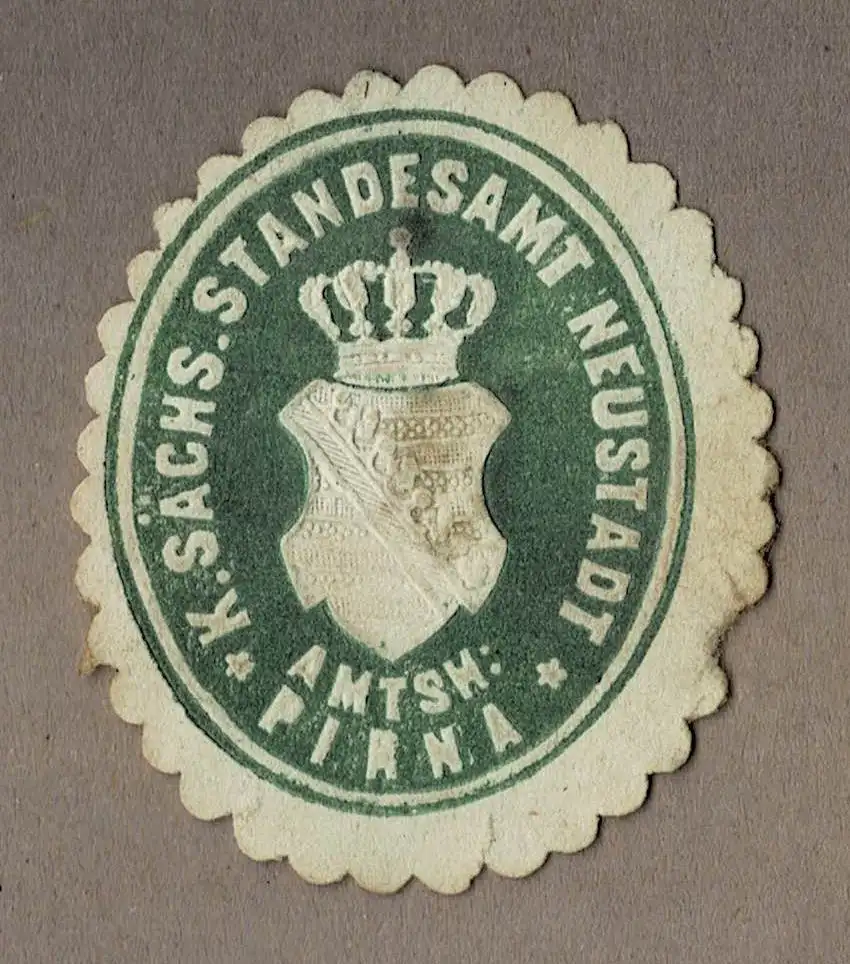 * K. SÄCHS. STANDESAMT NEUSTADT *
AMTSH:
PIRNA